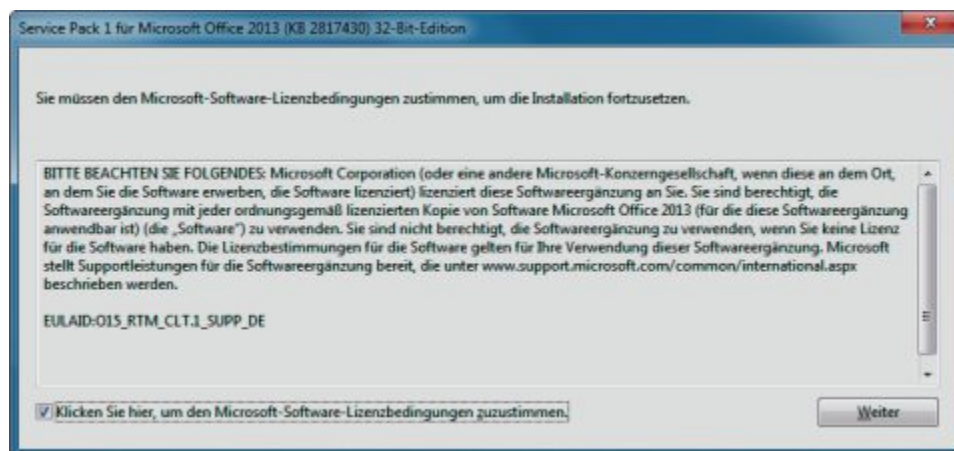 Service Pack 1 für Microsoft Office 2013 (KB 2817430) 32-Bit-Edition
Sie müssen den Microsoft-Software-Lizenzbedingungen zustimmen, um die Installation fortzusetzen.
BITTE BEACHTEN SIE FOLGENDES: Microsoft Corporation (oder eine andere Microsoft-Konzerngesellschaft, wenn diese an dem Ort,
an dem Sie die Software erwerben, die Software lizenziert) lizenziert diese Softwareergänzung an Sie. Sie sind berechtigt, die
Softwareergänzung mit jeder ordnungsgemäß lizenzierten Kopie von Software Microsoft Office 2013 (für die diese Softwareergänzung
anwendbar ist) (die „Software") zu verwenden. Sie sind nicht berechtigt, die Softwareergänzung zu verwenden, wenn Sie keine Lizenz
für die Software haben. Die Lizenzbestimmungen für die Software gelten für Ihre Verwendung dieser Softwareergänzung. Microsoft
stellt Supportleistungen für die Softwareergänzung bereit, die unter www.support.microsoft.com/common/international.aspx
beschrieben werden.
EULAID:O15_RTM_CLT.1_SUPP_DE
Klicken Sie hier, um den Microsoft-Software-Lizenzbedingungen zuzustimmen.
Weiter